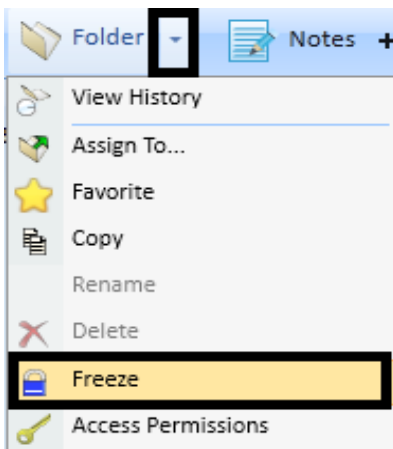 Folder Notes
View History
Assign To...
Favorite
Copy
Rename
Delete
Freeze
Access Permissions